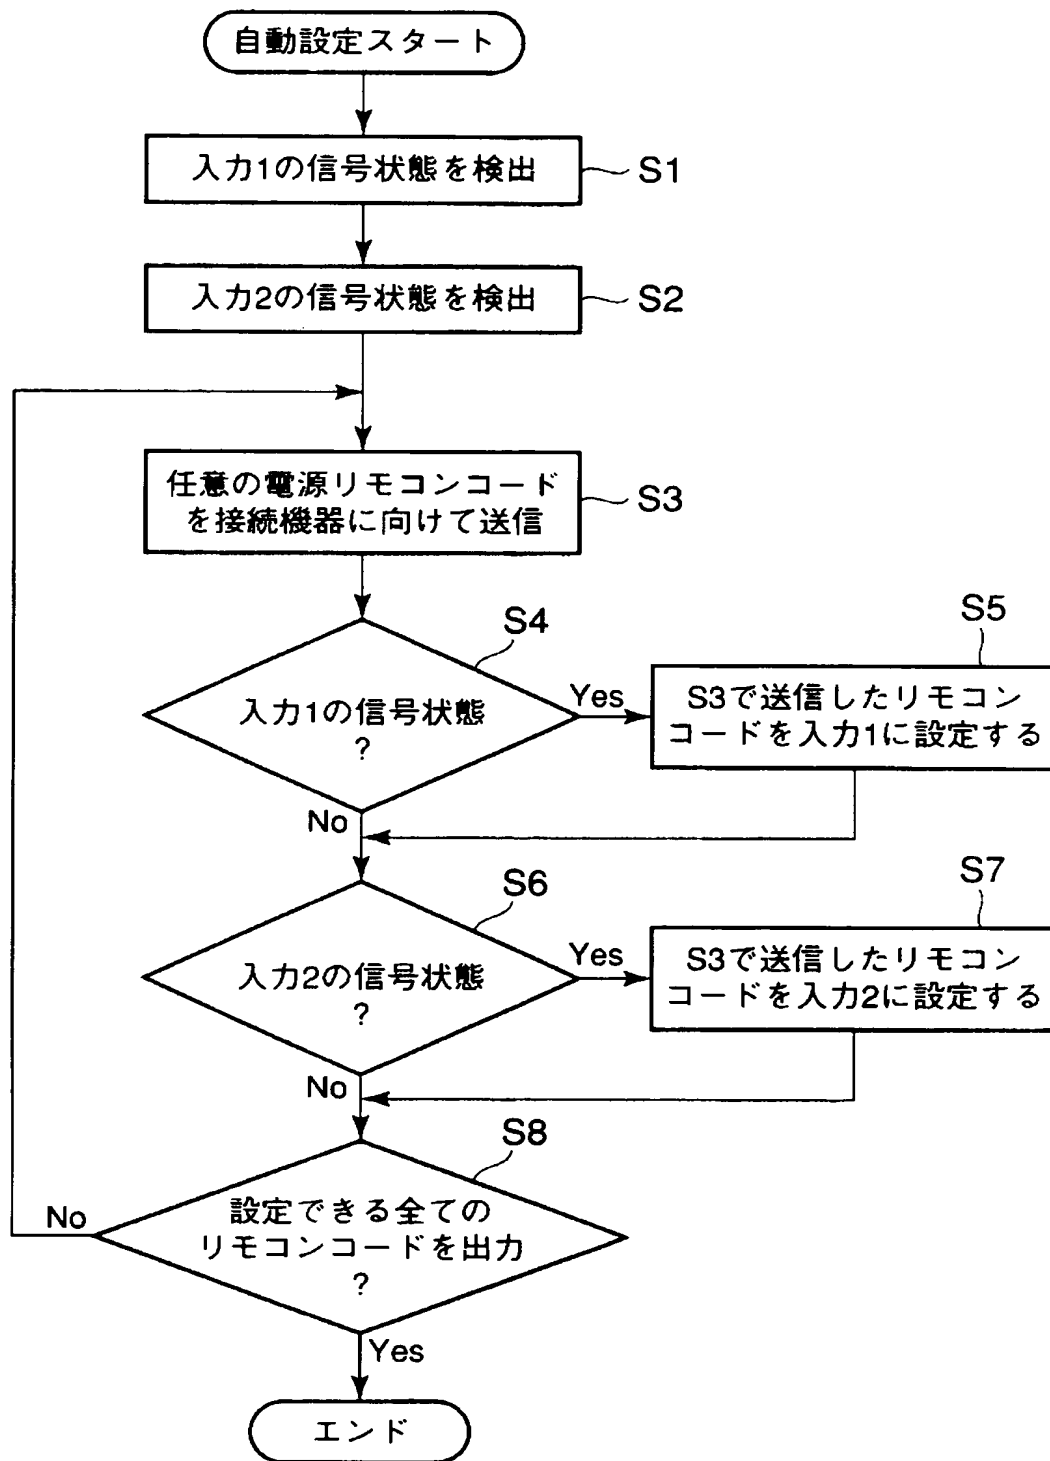 自動設定スタート
入力1の信号状態を検出
S1
入力2の信号状態を検出
S2
任意の電源リモコンコード
を接続機器に向けて送信
S3
S4
入力1の信号状態
?
Yes
No
S5
S3で送信したリモコン
コードを入力1に設定する
S6
入力2の信号状態
?
Yes
No
S7
S3で送信したリモコン
コードを入力2に設定する
S8
設定できる全ての
リモコンコードを出力
?
No
Yes
エンド